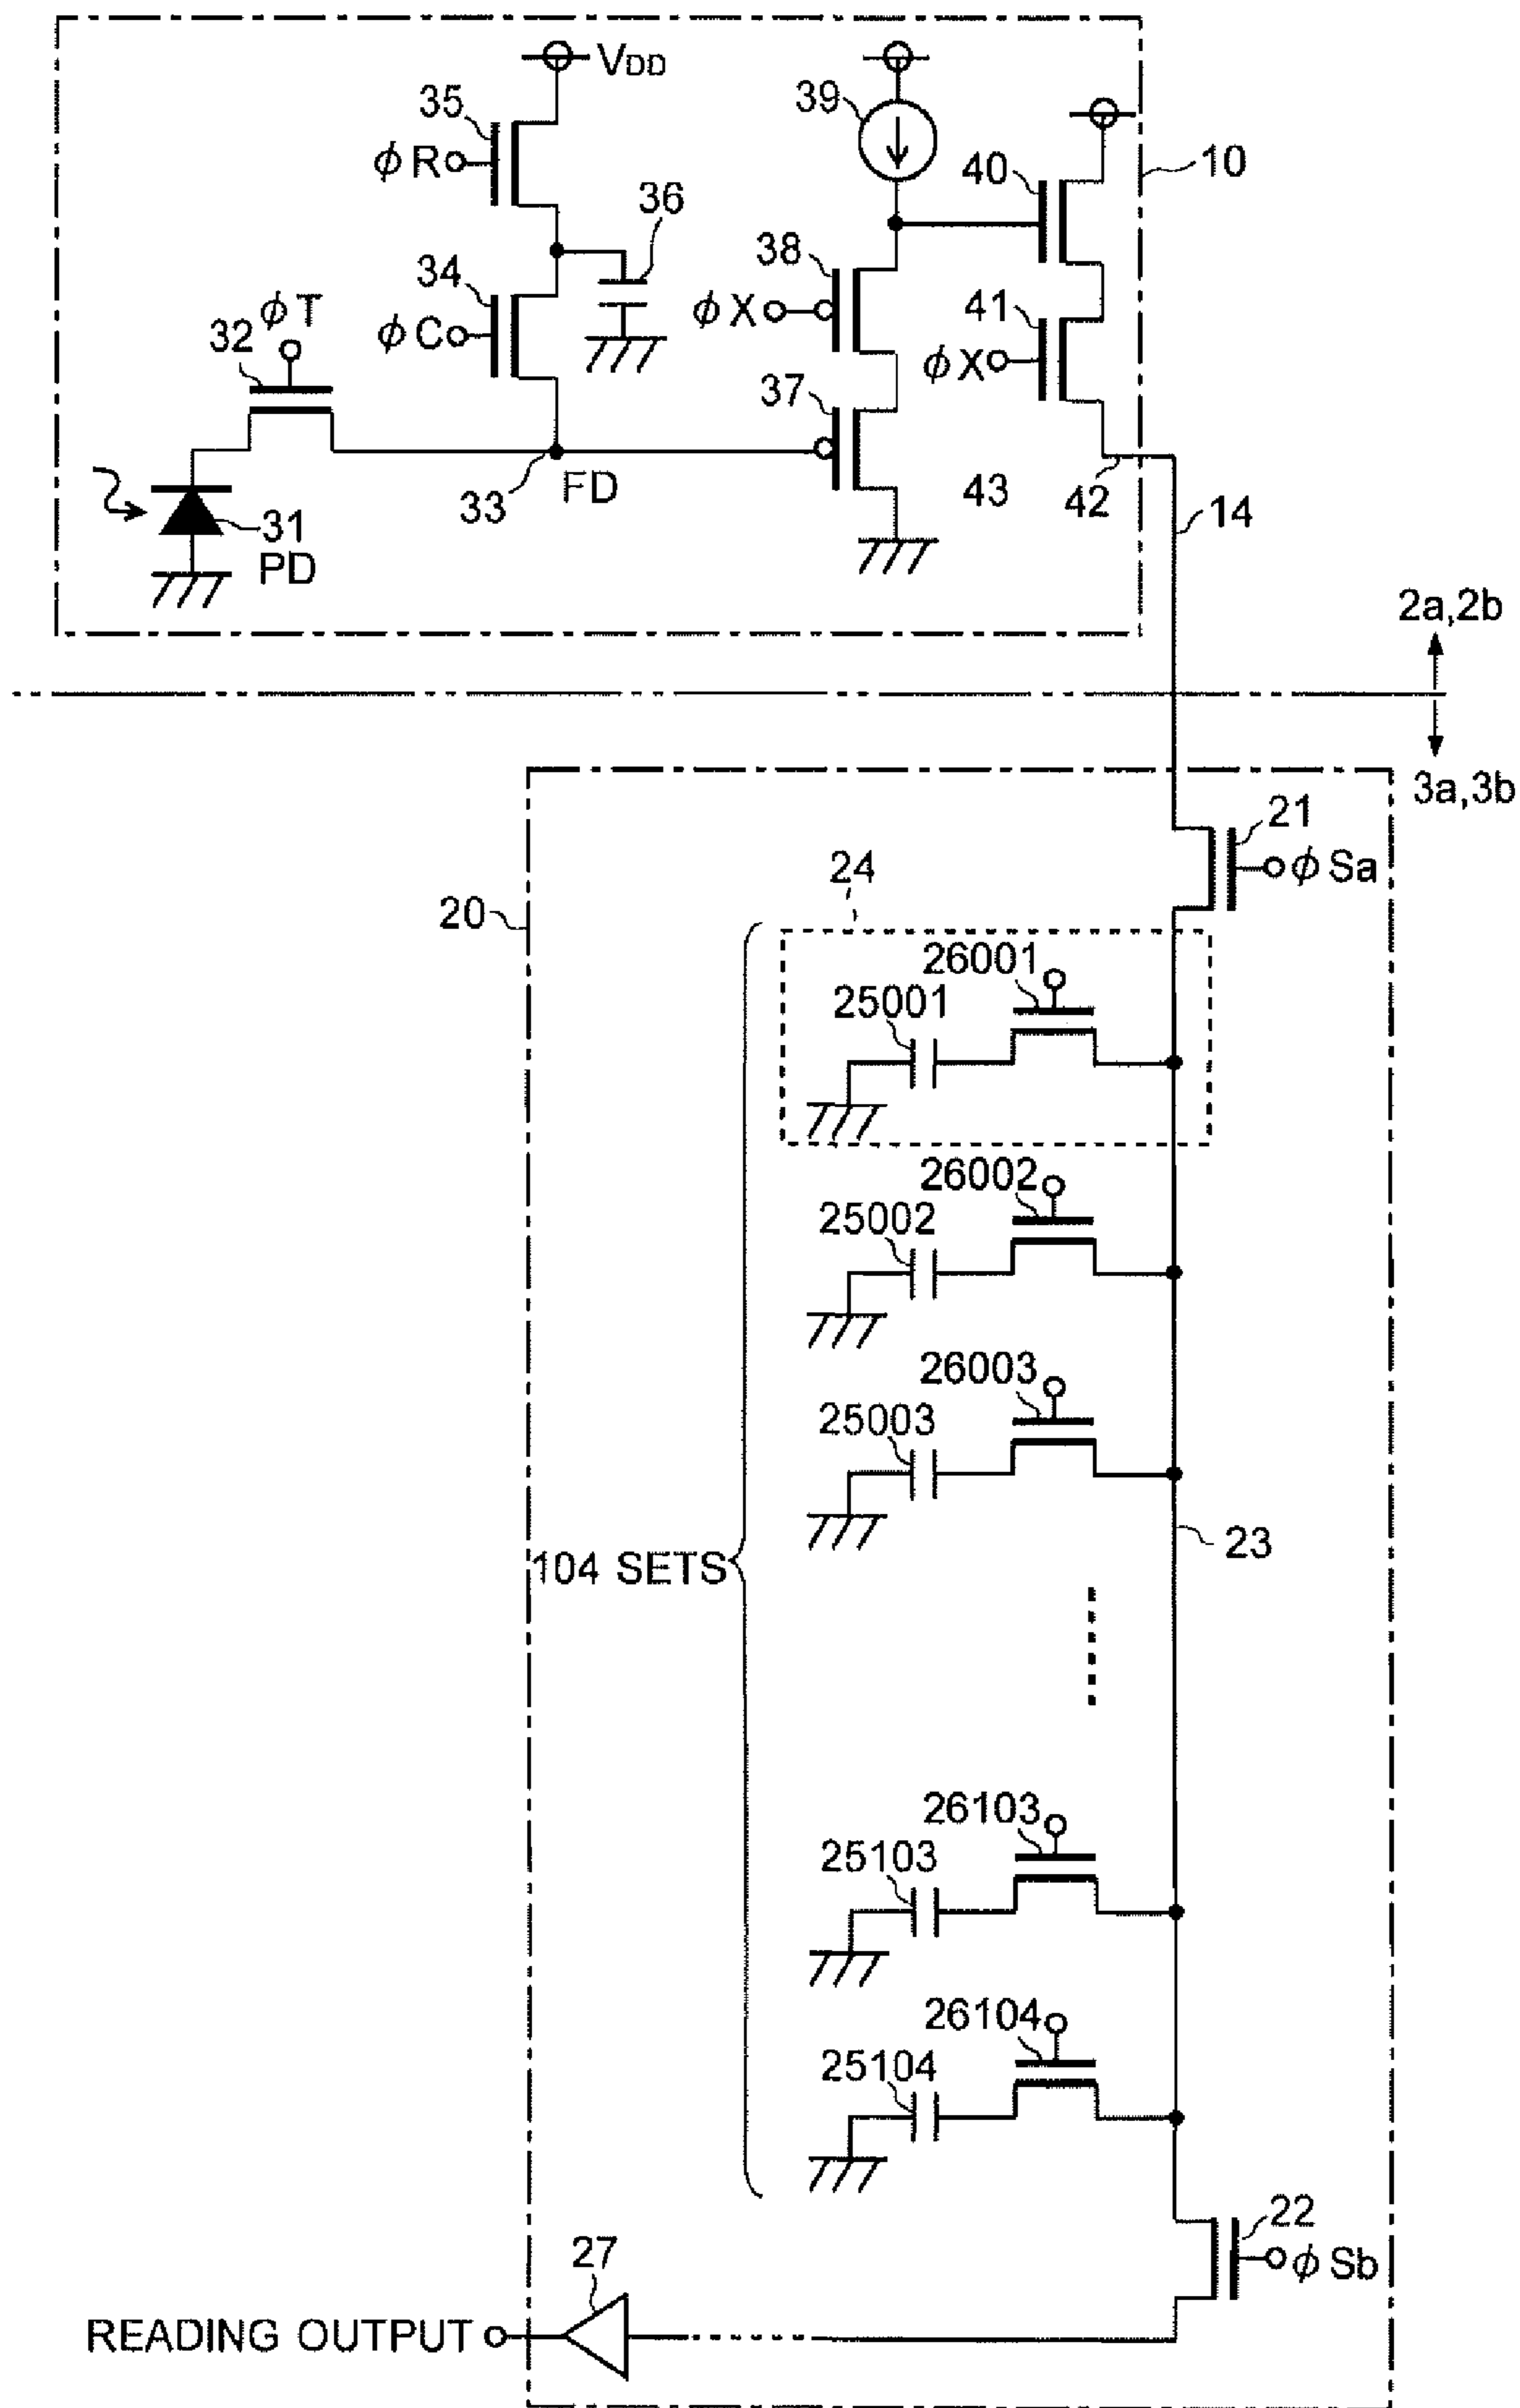 VDD
35
φR
39
40
10
36
38
34
φT
φC
φX
41
32
φX
37
33
FD
43
42
14
31
PD
2a,2b
3a,3b
21
24
φSa
20
26001
25001
26002
25002
26003
25003
23
104 SETS
26103
25103
26104
25104
22
27
φSb
READING OUTPUT